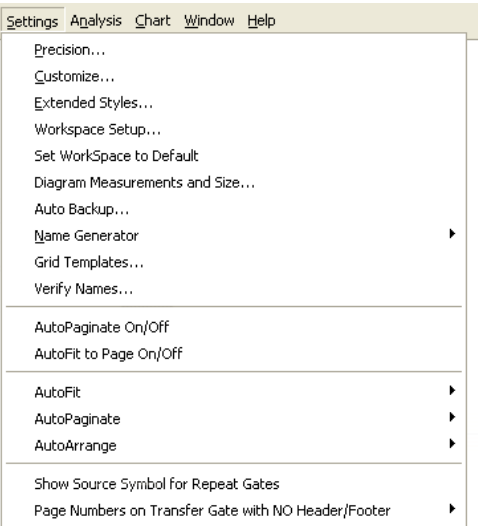 Settings Analysis Chart Window Help
Precision...
Customize...
Extended Styles...
Workspace Setup...
Set WorkSpace to Default
Diagram Measurements and Size...
Auto Backup...
Name Generator
Grid Templates...
Verify Names...
AutoPaginate On/Off
AutoFit to Page On/Off
AutoFit
AutoPaginate
AutoArrange
Show Source Symbol for Repeat Gates
Page Numbers on Transfer Gate with NO Header/Footer